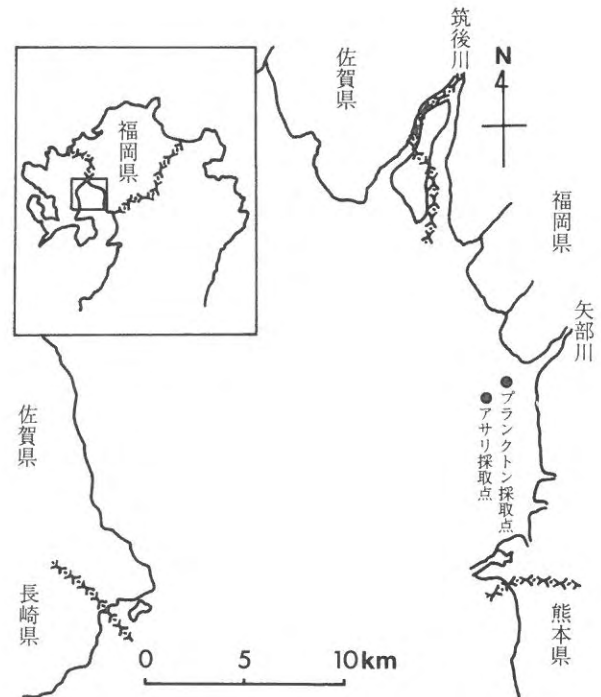 福岡県
佐賀県
筑後川
N
福岡県
矢部川
プランクトン採取点
アサリ採取点
佐賀県
長崎県
熊本県
0 5 10km